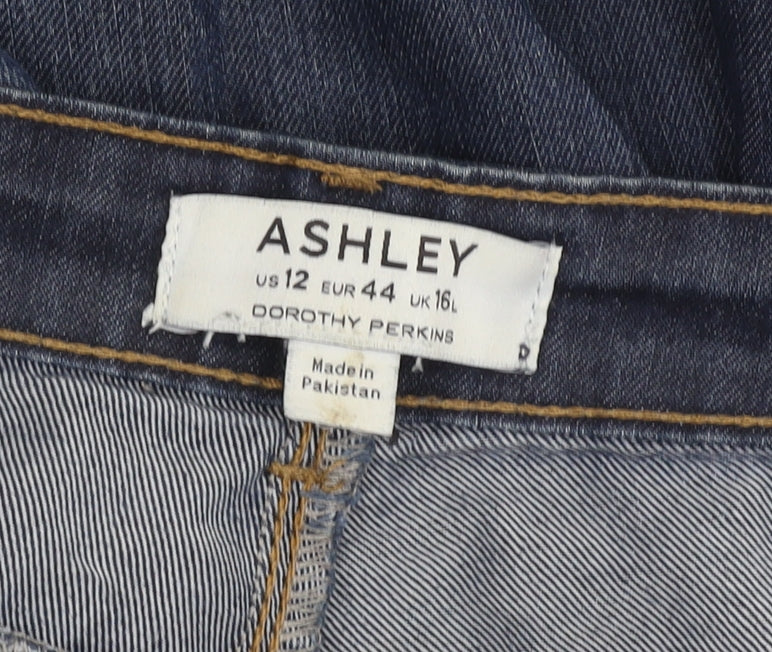 ASHLEY
US 12 EUR 44 UK 16L
DOROTHY PERKINS
D
Made in
Pakistan